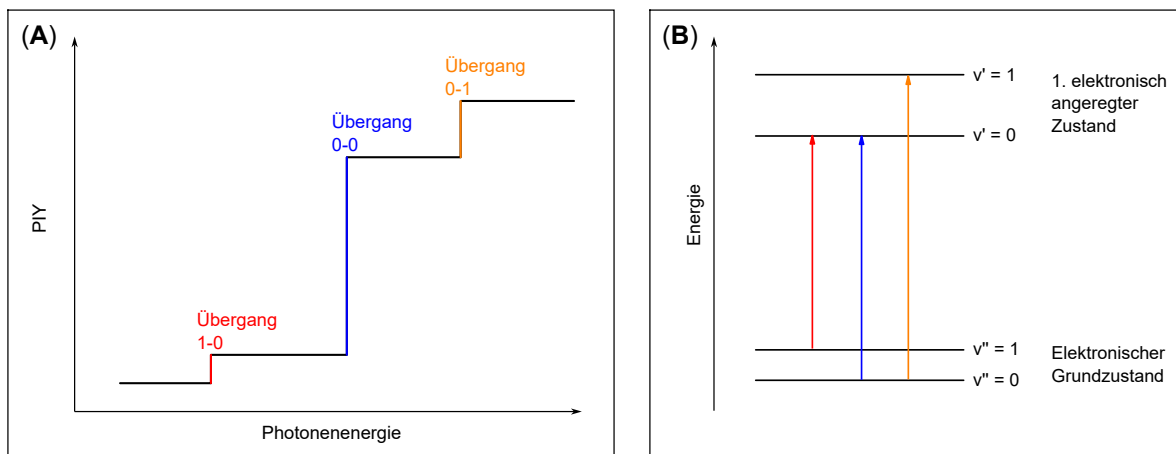 (A)
Übergang
0-1
Übergang
0-0
Übergang
1-0
PIY
Photonenenergie
(B)
v' = 1
1. elektronisch
angeregter
Zustand
v' = 0
Energie
v'' = 1
Elektronischer
Grundzustand
v'' = 0